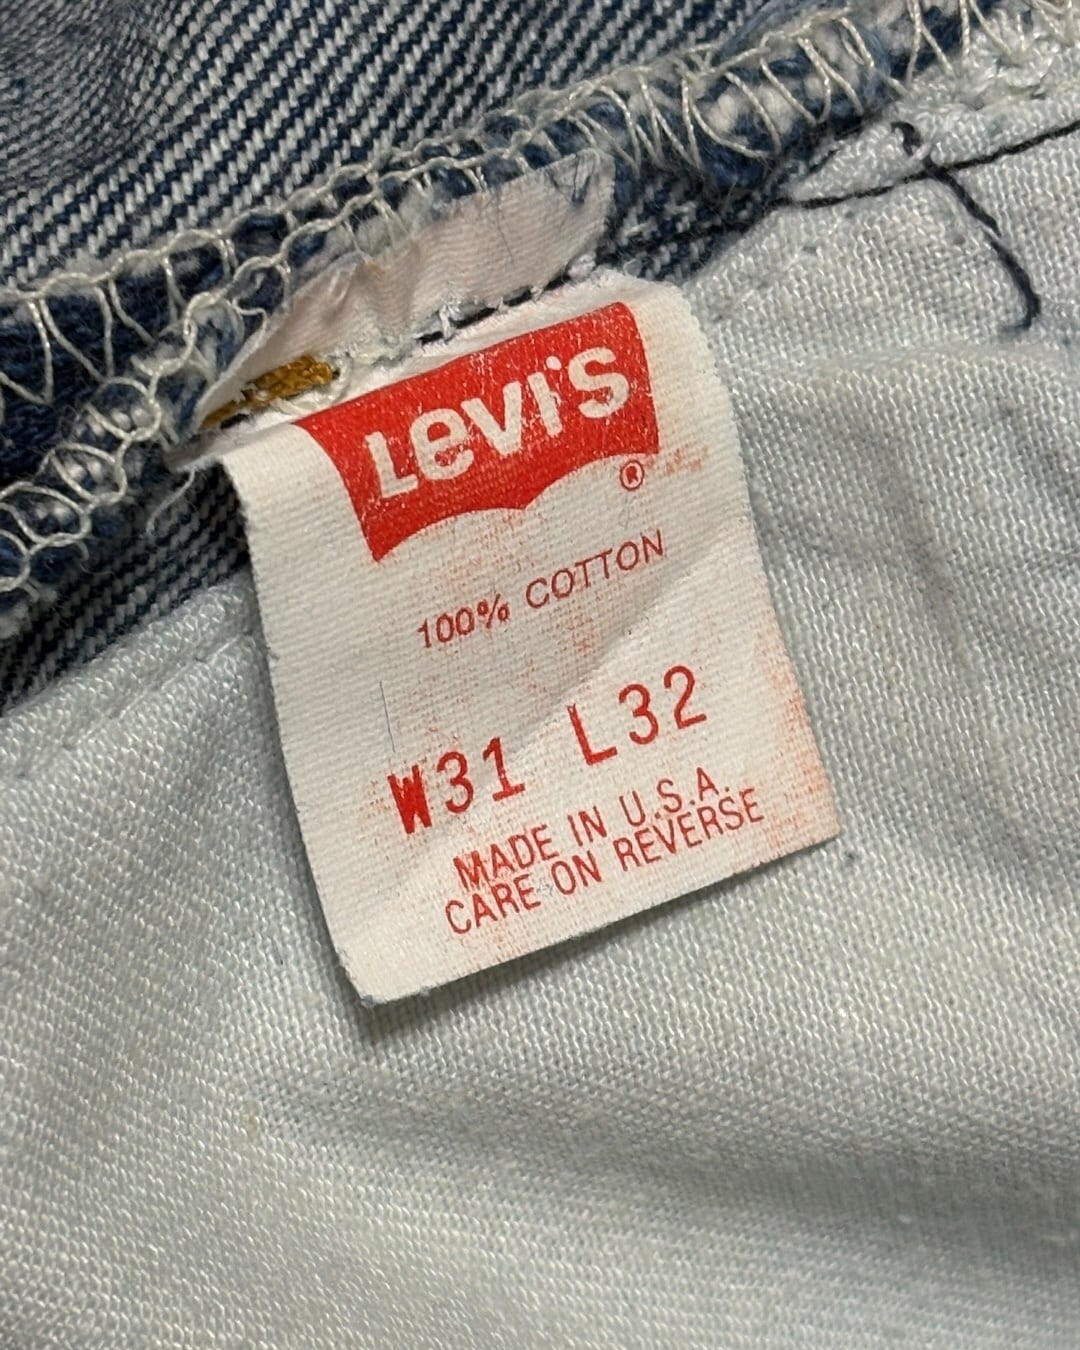 Levi's
®
100% COTTON
W31 L32
MADE IN U.S.A.
CARE ON REVERSE